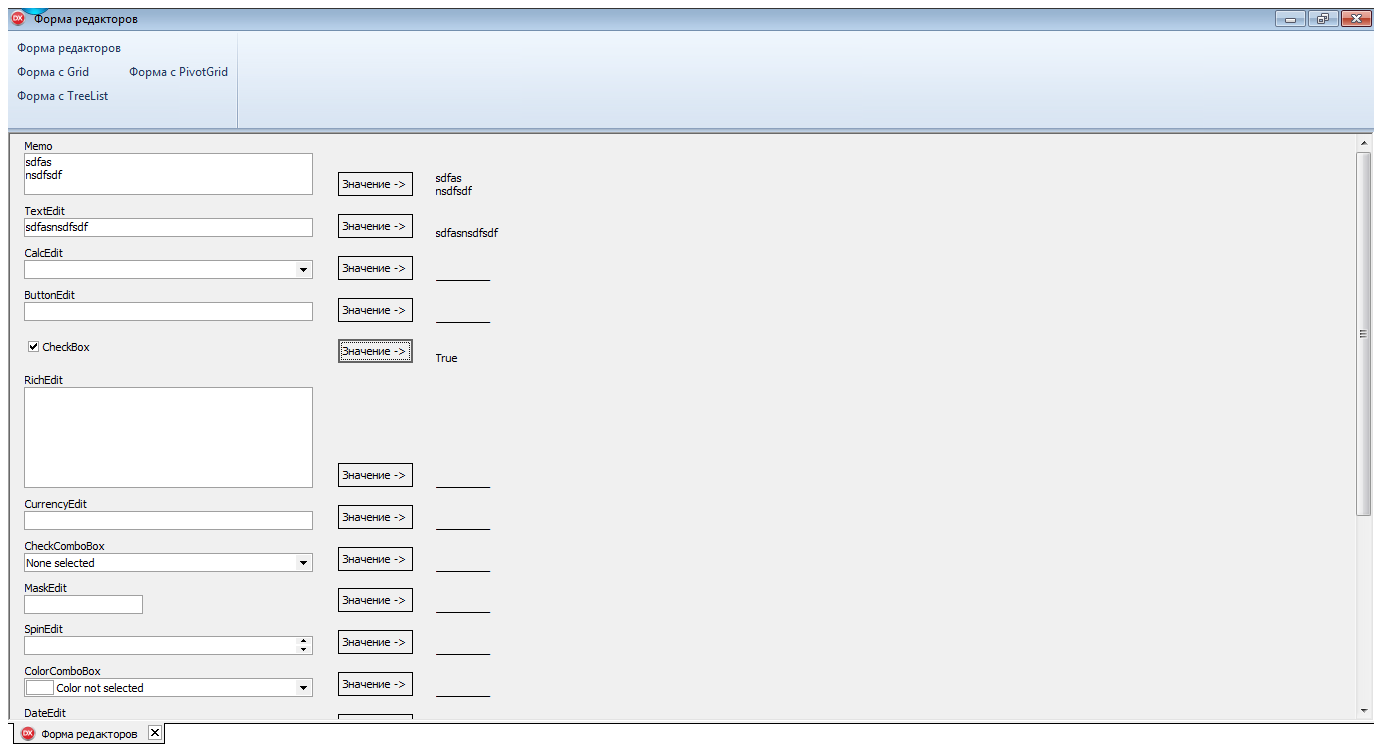 DX Форма редакторов
Форма редакторов
Форма с Grid Форма с PivotGrid
Форма с TreeList
Memo
sdfas
nsdfsdf
Значение ->
sdfas
nsdfsdf
TextEdit
sdfasnsdfsdf
Значение ->
sdfasnsdfsdf
CalcEdit
Значение ->
ButtonEdit
Значение ->
CheckBox
Значение ->
True
RichEdit
Значение ->
CurrencyEdit
Значение ->
CheckComboBox
None selected
Значение ->
MaskEdit
Значение ->
SpinEdit
Значение ->
ColorComboBox
Color not selected
Значение ->
DateEdit
DX Форма редакторов